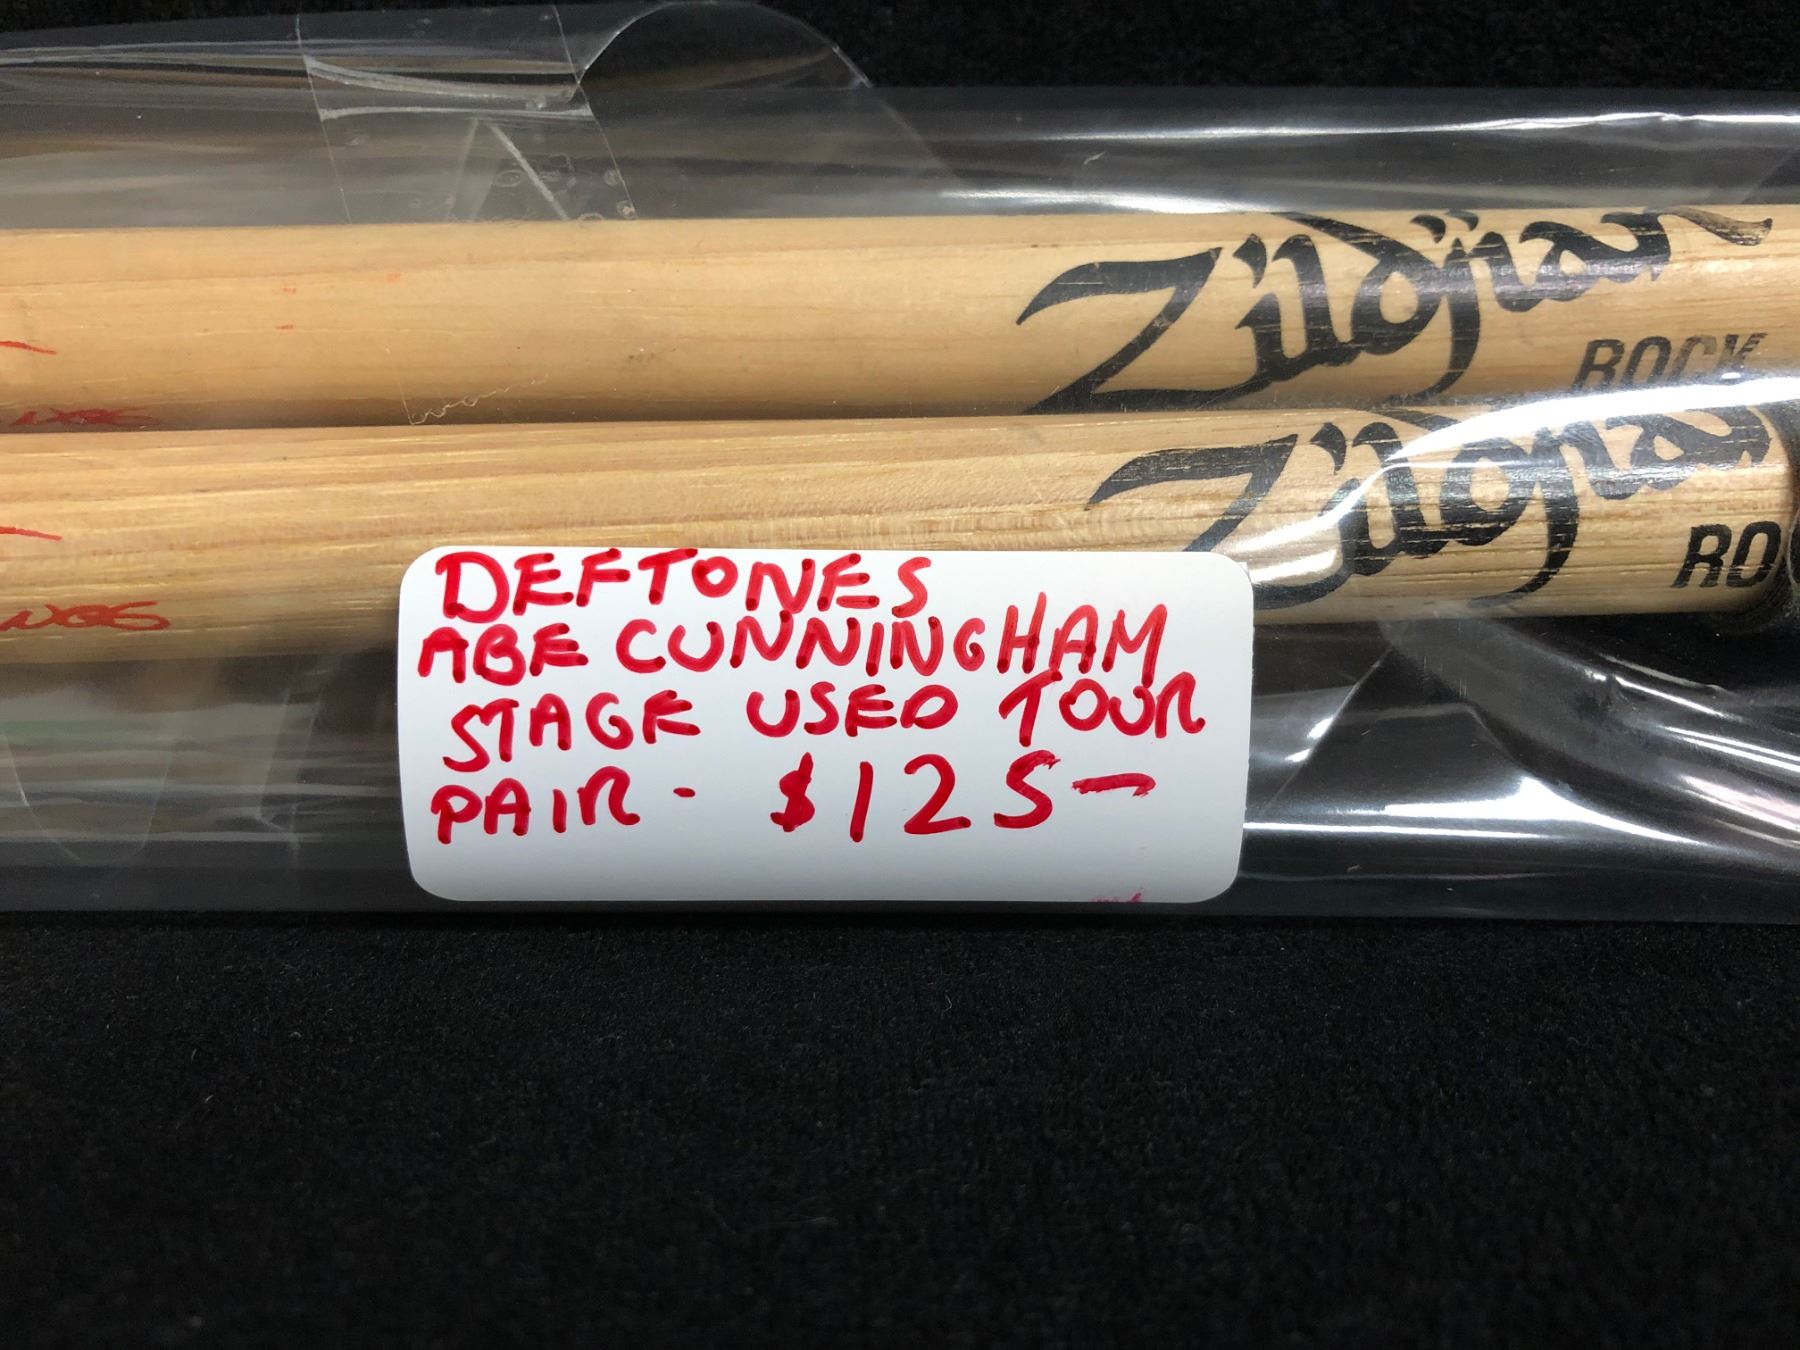 Zildjian
ROCK
Zildjian
RO
DEFTONES
ABE CUNNINGHAM
STAGE USED TOUR
PAIR - $125-